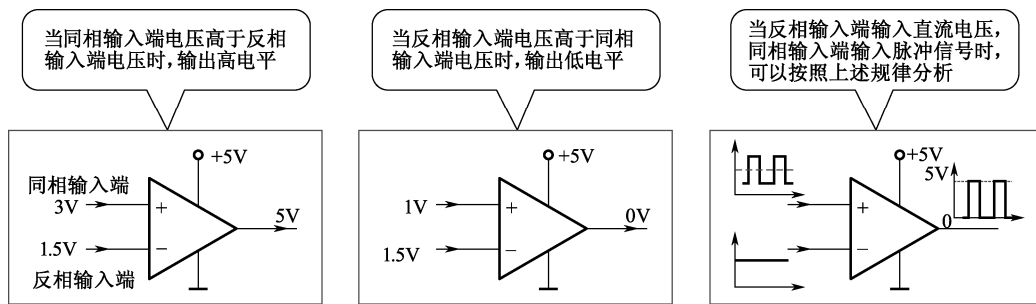 当同相输入端电压高于反相
输入端电压时,输出高电平
当反相输入端电压高于同相
输入端电压时,输出低电平
当反相输入端输入直流电压,
同相输入端输入脉冲信号时,
可以按照上述规律分析
+5V
同相输入端
3V
+
5V
1.5V
−
反相输入端
+5V
1V
+
0V
1.5V
−
+5V
5V
+
0
−